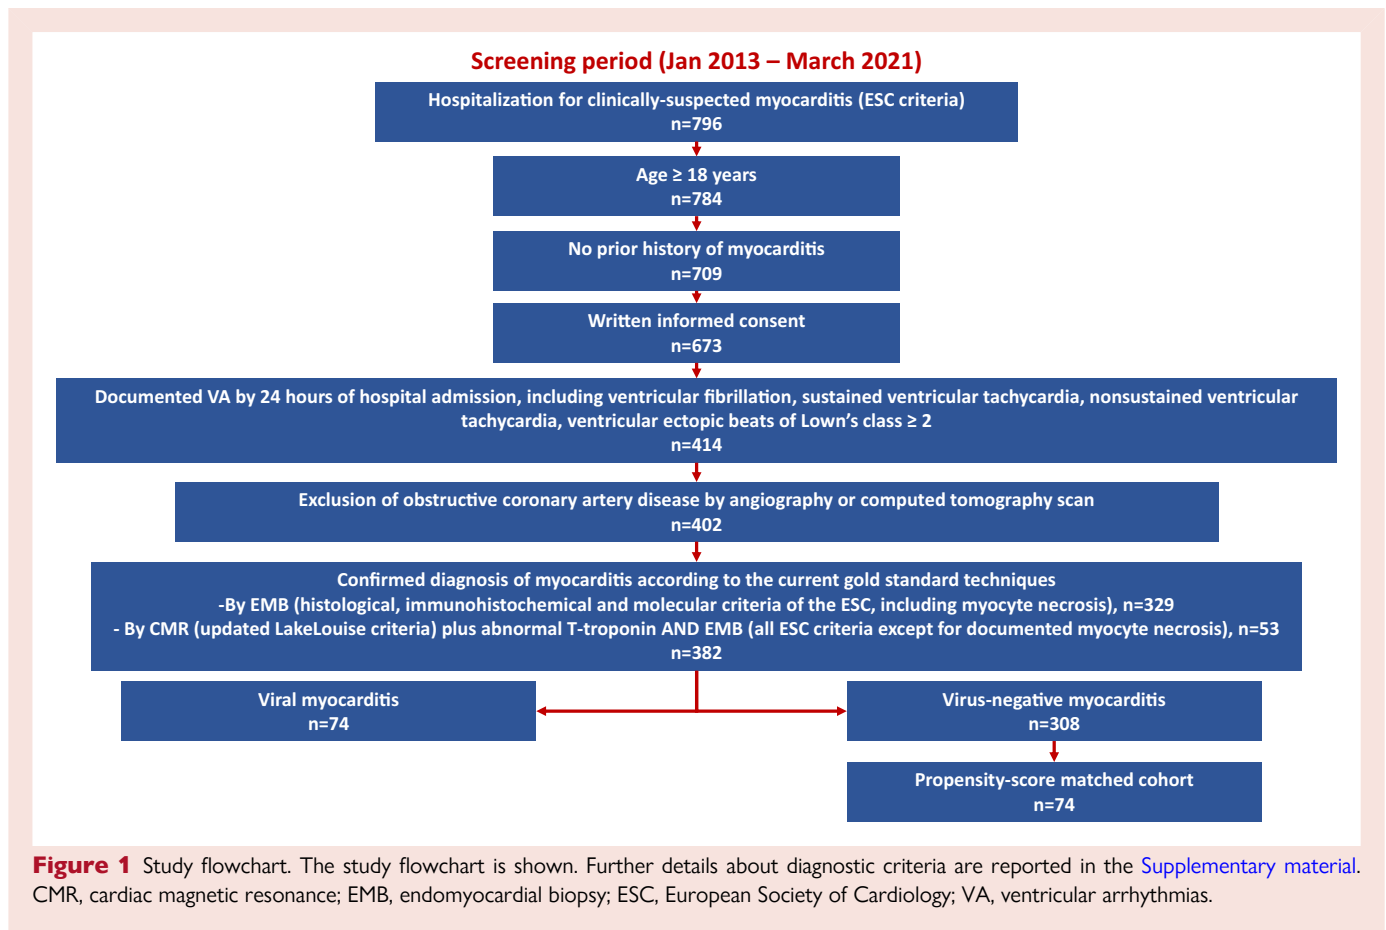 Screening period (Jan 2013 – March 2021)
Hospitalization for clinically-suspected myocarditis (ESC criteria)
n=796
Age ≥ 18 years
n=784
No prior history of myocarditis
n=709
Written informed consent
n=673
Documented VA by 24 hours of hospital admission, including ventricular fibrillation, sustained ventricular tachycardia, nonsustained ventricular
tachycardia, ventricular ectopic beats of Lown's class ≥ 2
n=414
Exclusion of obstructive coronary artery disease by angiography or computed tomography scan
n=402
Confirmed diagnosis of myocarditis according to the current gold standard techniques
-By EMB (histological, immunohistochemical and molecular criteria of the ESC, including myocyte necrosis), n=329
- By CMR (updated LakeLouise criteria) plus abnormal T-troponin AND EMB (all ESC criteria except for documented myocyte necrosis), n=53
n=382
Viral myocarditis
n=74
Virus-negative myocarditis
n=308
Propensity-score matched cohort
n=74
Figure 1 Study flowchart. The study flowchart is shown. Further details about diagnostic criteria are reported in the Supplementary material.
CMR, cardiac magnetic resonance; EMB, endomyocardial biopsy; ESC, European Society of Cardiology; VA, ventricular arrhythmias.